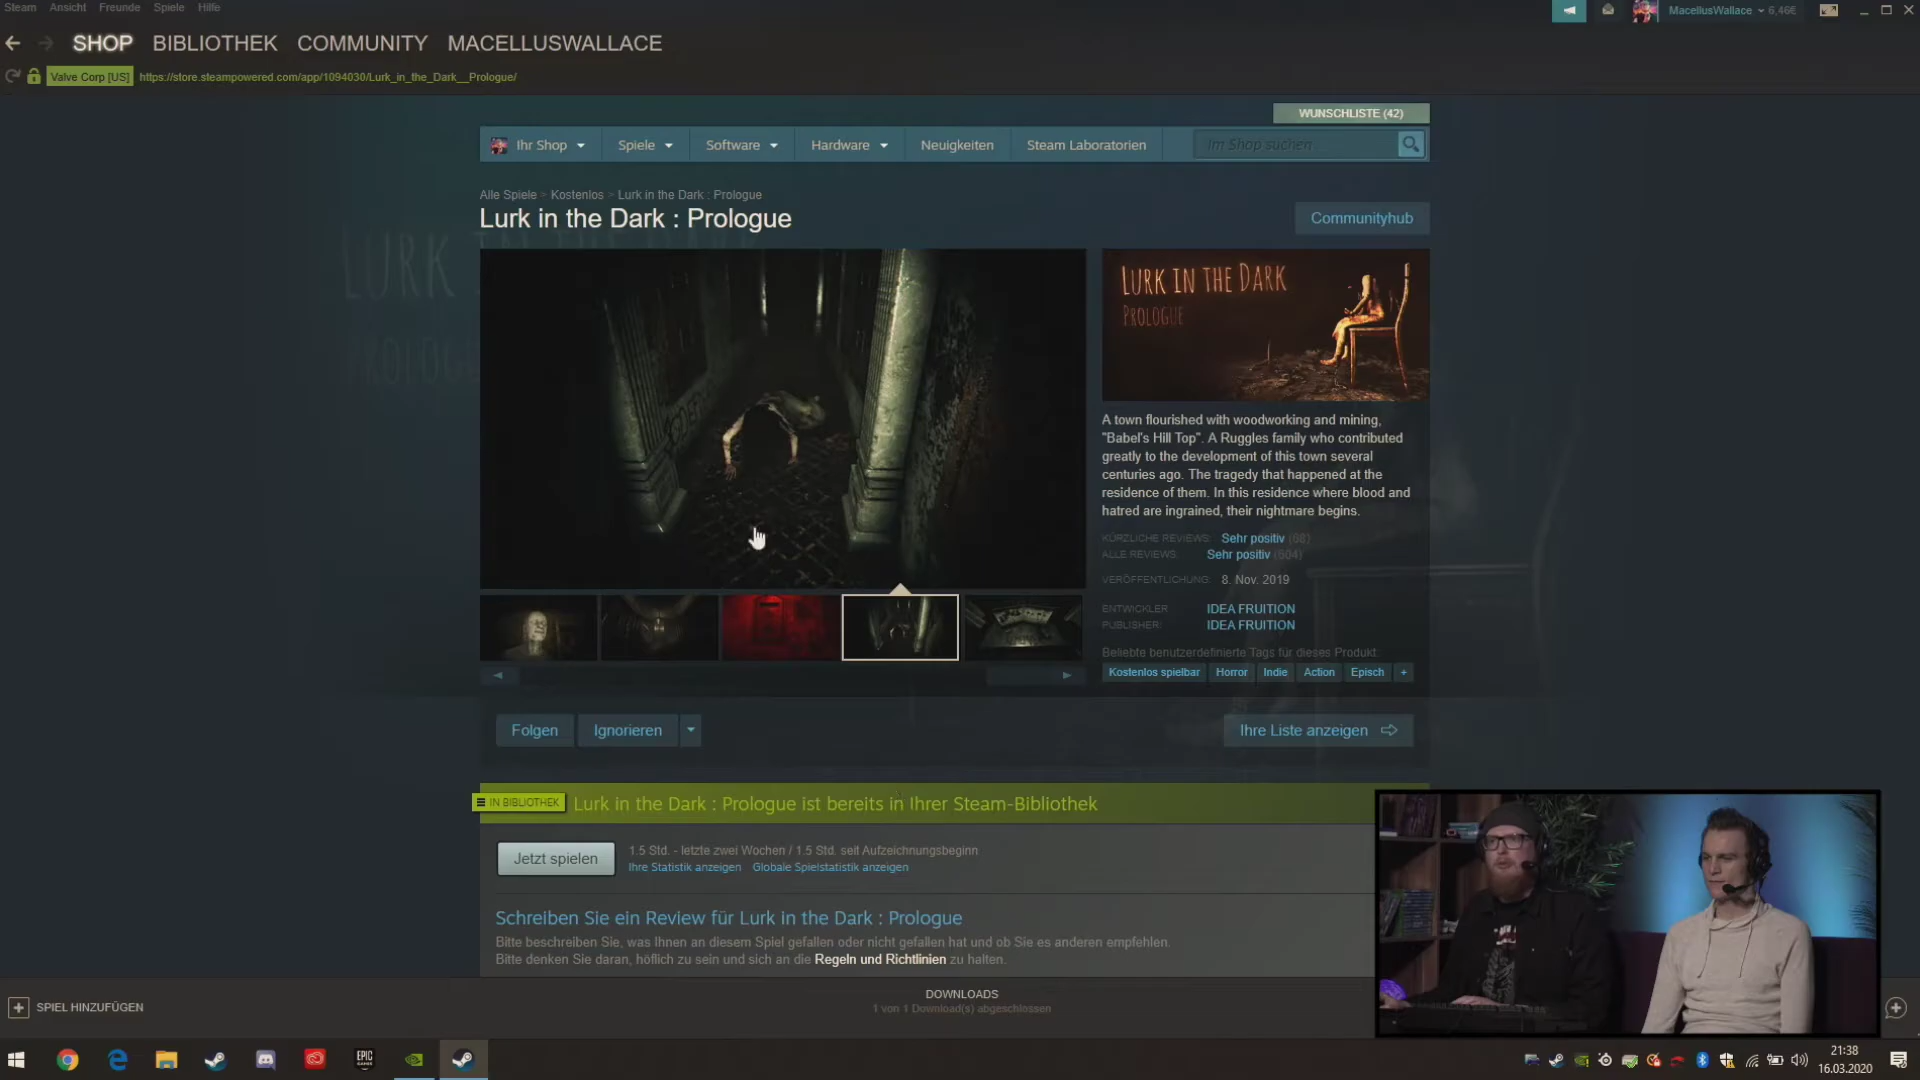 Steam Ansicht Freunde Spiele Hilfe
MacellusWallace 6,46€
SHOP BIBLIOTHEK COMMUNITY MACELLUSWALLACE
Valve Corp [US] https://store.steampowered.com/app/1094030/Lurk_in_the_Dark__Prologue/
WUNSCHLISTE (42)
Ihr Shop Spiele Software Hardware Neuigkeiten Steam Laboratorien Im Shop suchen
Alle Spiele > Kostenlos > Lurk in the Dark : Prologue
Lurk in the Dark : Prologue
Communityhub
LURK IN THE DARK
PROLOGUE
A town flourished with woodworking and mining,
"Babel's Hill Top". A Ruggles family who contributed
greatly to the development of this town several
centuries ago. The tragedy that happened at the
residence of them. In this residence where blood and
hatred are ingrained, their nightmare begins.
KÜRZLICHE REVIEWS: Sehr positiv (68)
ALLE REVIEWS: Sehr positiv (604)
VERÖFFENTLICHUNG: 8. Nov. 2019
ENTWICKLER IDEA FRUITION
PUBLISHER: IDEA FRUITION
Beliebte benutzerdefinierte Tags für dieses Produkt:
Kostenlos spielbar Horror Indie Action Episch +
Folgen Ignorieren Ihre Liste anzeigen
IN BIBLIOTHEK Lurk in the Dark : Prologue ist bereits in Ihrer Steam-Bibliothek
Jetzt spielen
1.5 Std. - letzte zwei Wochen / 1.5 Std. seit Aufzeichnungsbeginn
Ihre Statistik anzeigen Globale Spielstatistik anzeigen
Schreiben Sie ein Review für Lurk in the Dark : Prologue
Bitte beschreiben Sie, was Ihnen an diesem Spiel gefallen oder nicht gefallen hat und ob Sie es anderen empfehlen.
Bitte denken Sie daran, höflich zu sein und sich an die Regeln und Richtlinien zu halten.
SPIEL HINZUFÜGEN
DOWNLOADS
1 von 1 Download(s) abgeschlossen
EPIC GAMES
21:38
16.03.2020